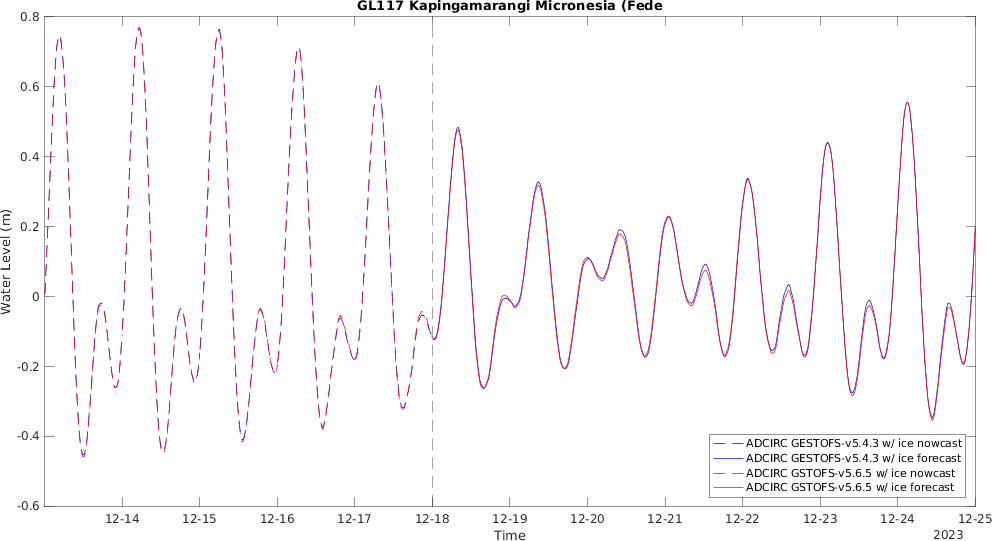 GL117 Kapingamarangi Micronesia (Fede
0.8
0.6
0.4
0.2
0
-0.2
-0.4
-0.6
Water Level (m)
12-14 12-15 12-16 12-17 12-18 12-19 12-20 12-21 12-22 12-23 12-24 12-25
Time
2023
ADCIRC GESTOFS-v5.4.3 w/ ice nowcast
ADCIRC GESTOFS-v5.4.3 w/ ice forecast
ADCIRC GSTOFS-v5.6.5 w/ ice nowcast
ADCIRC GSTOFS-v5.6.5 w/ ice forecast